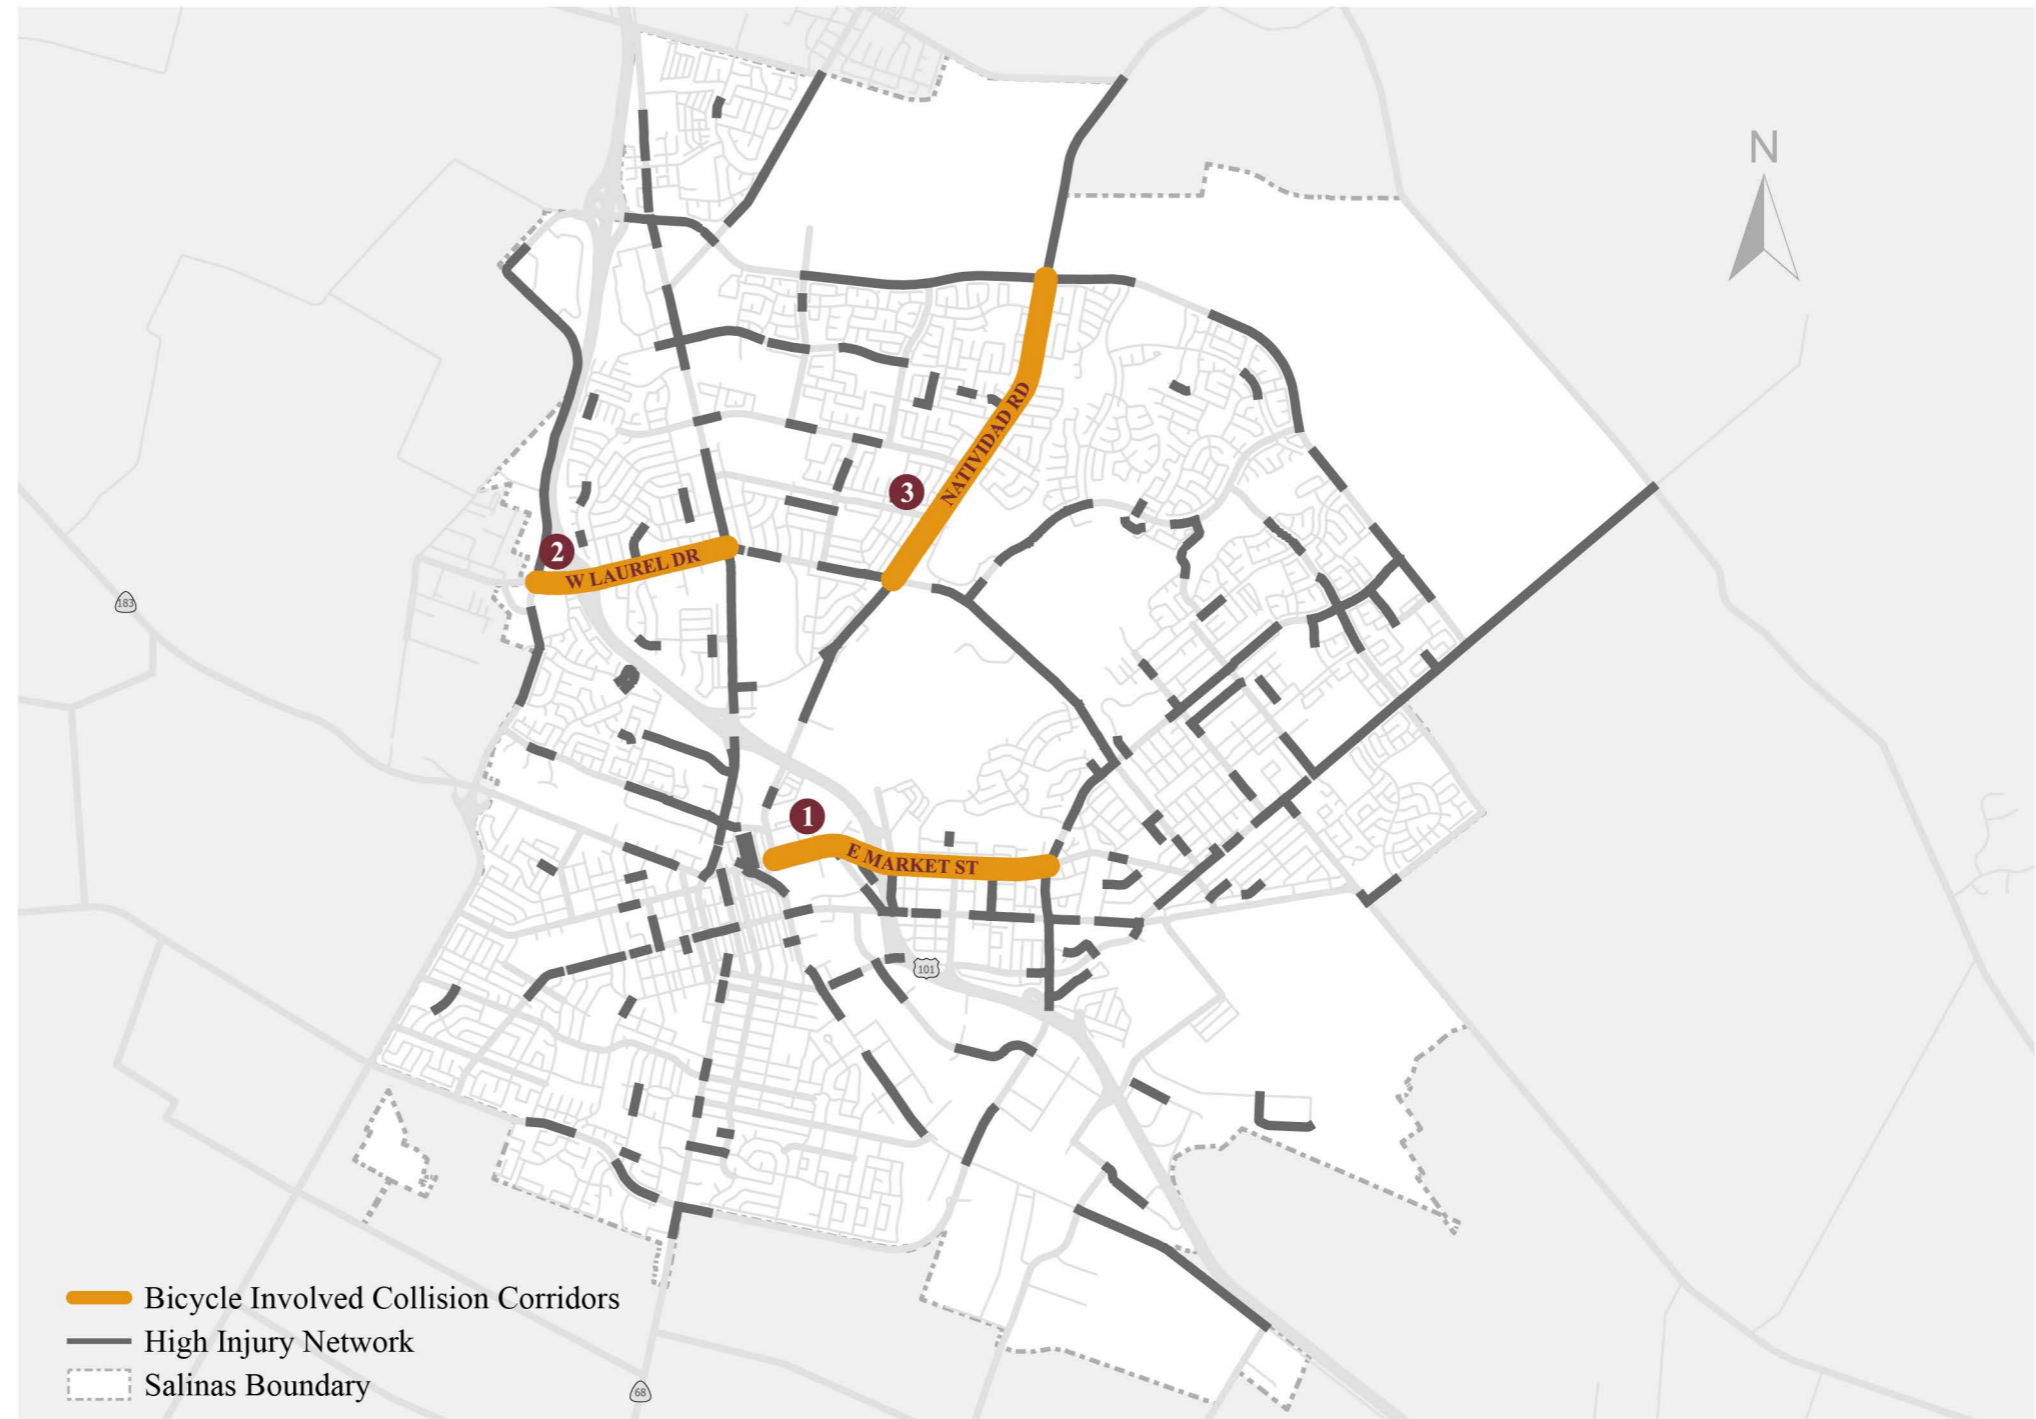 N
NATIVIDAD RD
3
2
W LAUREL DR
183
1
E MARKET ST
101
Bicycle Involved Collision Corridors
High Injury Network
Salinas Boundary
68